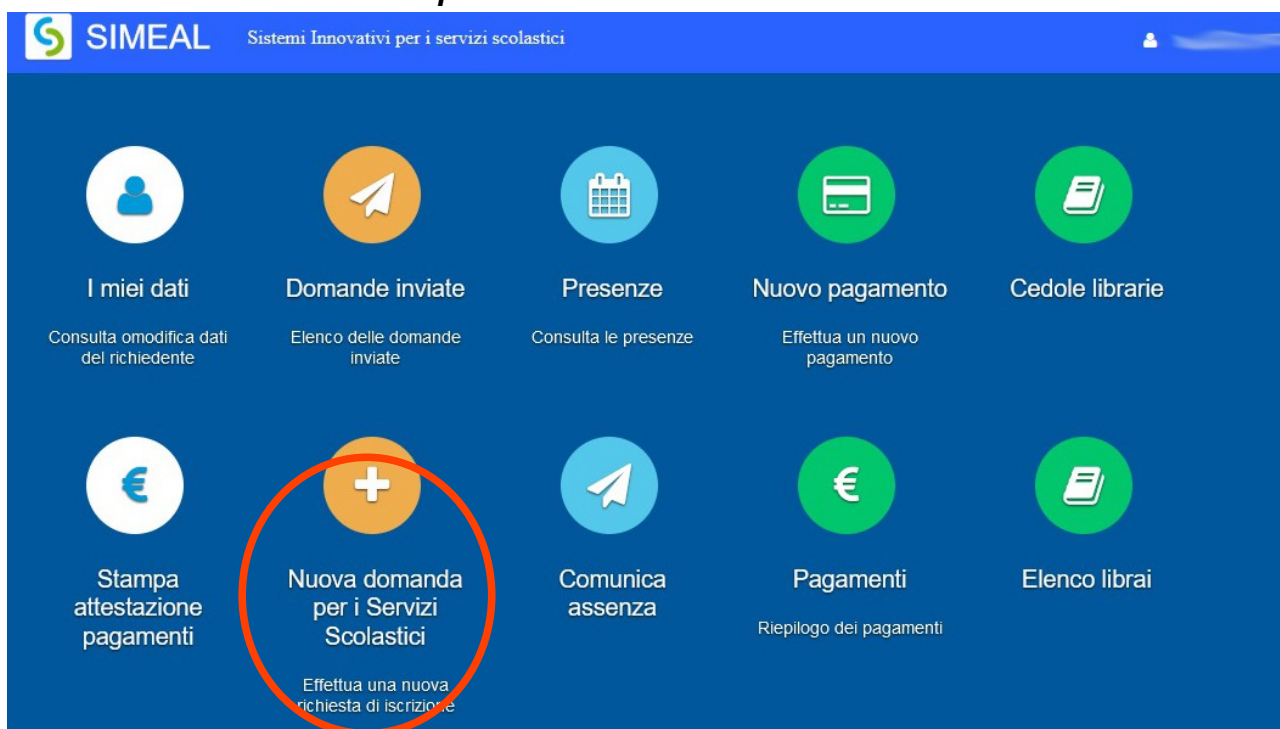 SIMEAL
Sistemi Innovativi per i servizi scolastici
I miei dati
Consulta omodifica dati
del richiedente
Domande inviate
Elenco delle domande
inviate
Presenze
Consulta le presenze
Nuovo pagamento
Effettua un nuovo
pagamento
Cedole librarie
€
Stampa
attestazione
pagamenti
Nuova domanda
per i Servizi
Scolastici
Effettua una nuova
richiesta di iscrizione
Comunica
assenza
€
Pagamenti
Riepilogo dei pagamenti
Elenco librai